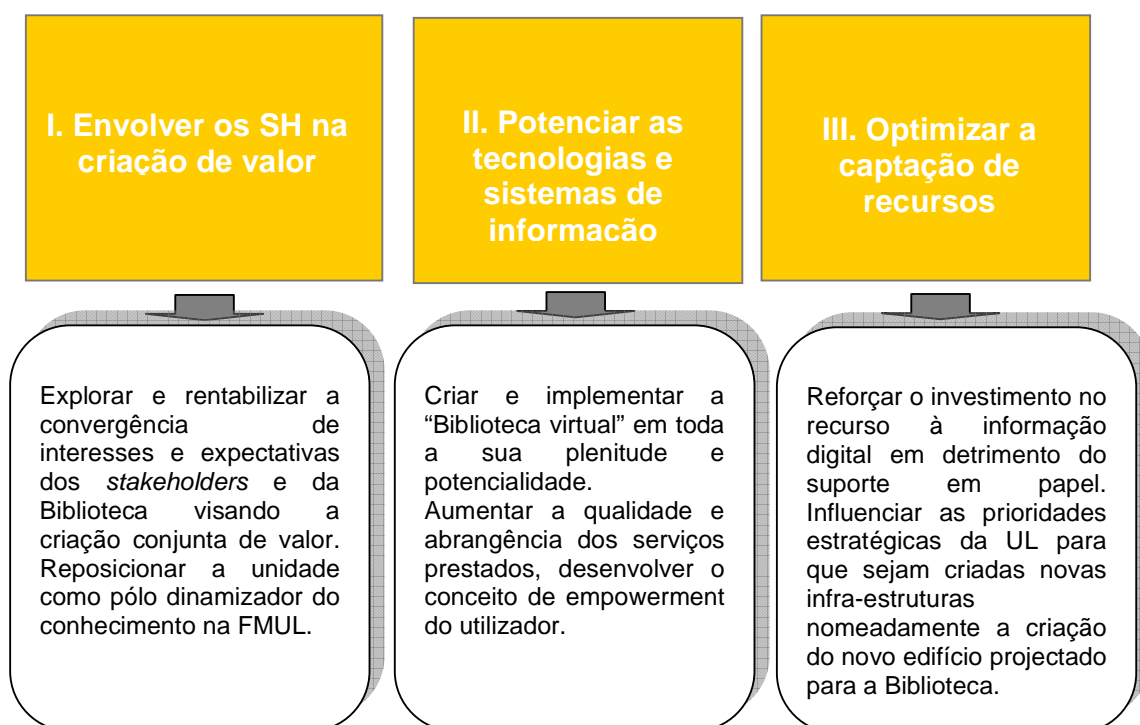 I. Envolver os SH na
criação de valor
II. Potenciar as
tecnologias e
sistemas de
informacão
III. Optimizar a
captação de
recursos
Explorar e rentabilizar a
convergência de
interesses e expectativas
dos stakeholders e da
Biblioteca visando a
criação conjunta de valor.
Reposicionar a unidade
como pólo dinamizador do
conhecimento na FMUL.
Criar e implementar a
“Biblioteca virtual” em toda
a sua plenitude e
potencialidade.
Aumentar a qualidade e
abrangência dos serviços
prestados, desenvolver o
conceito de empowerment
do utilizador.
Reforçar o investimento no
recurso à informação
digital em detrimento do
suporte em papel.
Influenciar as prioridades
estratégicas da UL para
que sejam criadas novas
infra-estruturas
nomeadamente a criação
do novo edifício projectado
para a Biblioteca.